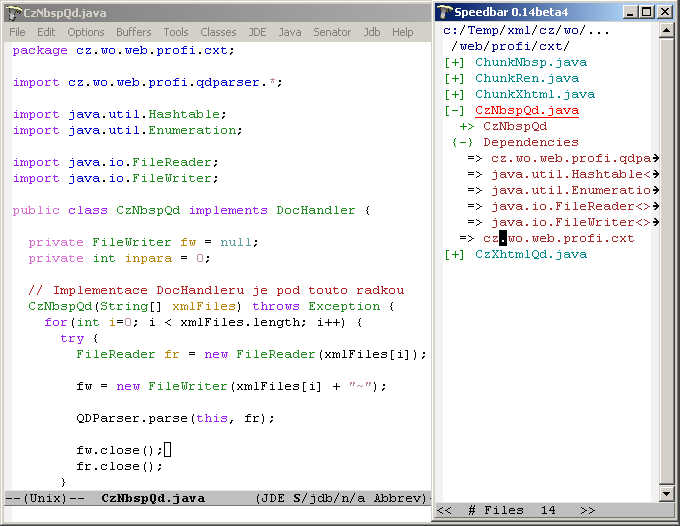 CzNbspQd.java
File Edit Options Buffers Tools Classes JDE Java Senator Jdb Help
package cz.wo.web.profi.cxt;
import cz.wo.web.profi.qdparser.*;
import java.util.Hashtable;
import java.util.Enumeration;
import java.io.FileReader;
import java.io.FileWriter;
public class CzNbspQd implements DocHandler {
private FileWriter fw = null;
private int inpara = 0;
// Implementace DocHandleru je pod touto radkou
CzNbspQd(String[] xmlFiles) throws Exception {
for(int i=0; i < xmlFiles.length; i++) {
try {
FileReader fr = new FileReader(xmlFiles[i]);
fw = new FileWriter(xmlFiles[i] + "~");
QDParser.parse(this, fr);
fw.close();
fr.close();
}
--(Unix)-- CzNbspQd.java (JDE S/jdb/n/a Abbrev)-
Speedbar 0.14beta4
c:/Temp/xml/cz/wo/...
/web/profi/cxt/
[+] ChunkNbsp.java
[+] ChunkRen.java
[+] ChunkXhtml.java
[-] CzNbspQd.java
+> CzNbspQd
{-} Dependencies
=> cz.wo.web.profi.qdpa
=> java.util.Hashtable<
=> java.util.Enumeratio
=> java.io.FileReader<>
=> java.io.FileWriter<>
=> cz.wo.web.profi.cxt
[+] CzXhtmlQd.java
<< # Files 14 >>